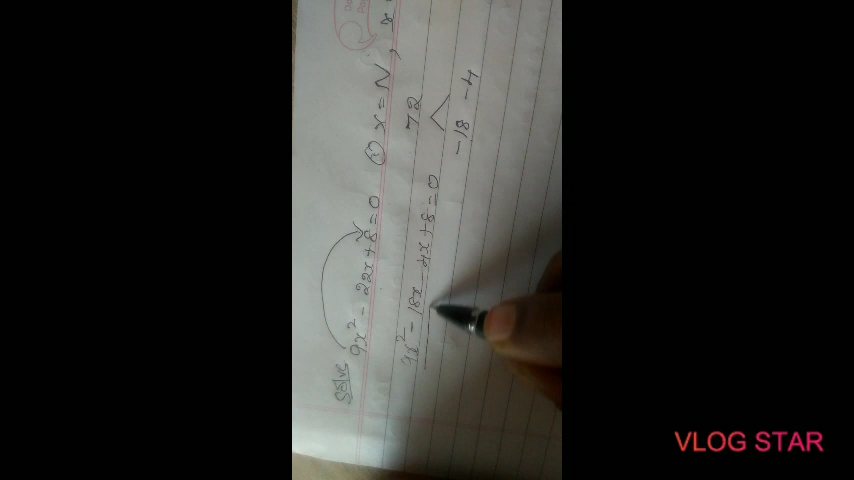 Solve
9x² - 22x + 8 = 0 (i) x = N,
72
9x² - 18x - 4x + 8 = 0
-18 -4
VLOG STAR